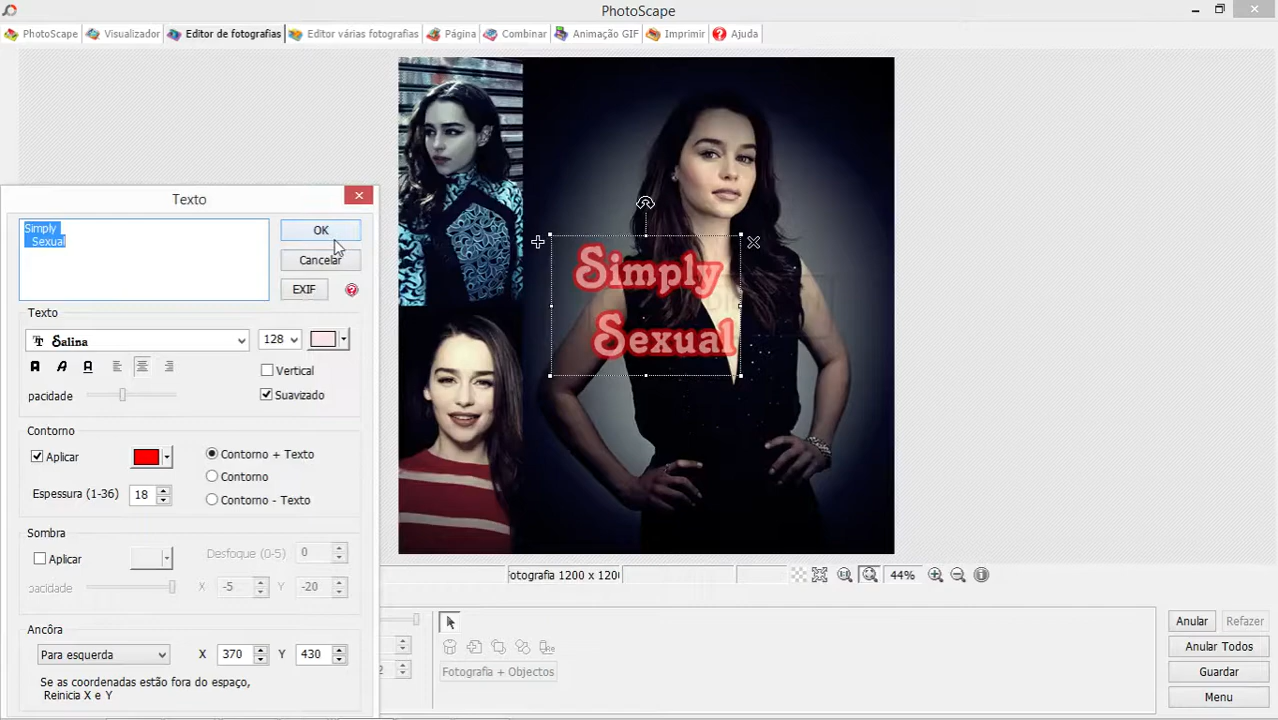 PhotoScape
PhotoScape Visualizador Editor de fotografias Editor várias fotografias Página Combinar Animação GIF Imprimir Ajuda
Texto
Simply
Sexual
OK
Cancelar
EXIF
Texto
Salina 128
A A A
Vertical
pacidade
Suavizado
Contorno
Aplicar
Contorno + Texto
Contorno
Espessura (1-36) 18
Contorno - Texto
Sombra
Aplicar
Desfoque (0-5) 0
pacidade X -5 Y -20
Ancôra
Para esquerda X 370 Y 430
Se as coordenadas estão fora do espaço,
Reinicia X e Y
Simply
Sexual
otografia 1200 x 120
44%
2
Fotografia + Objectos
Anular Refazer
Anular Todos
Guardar
Menu